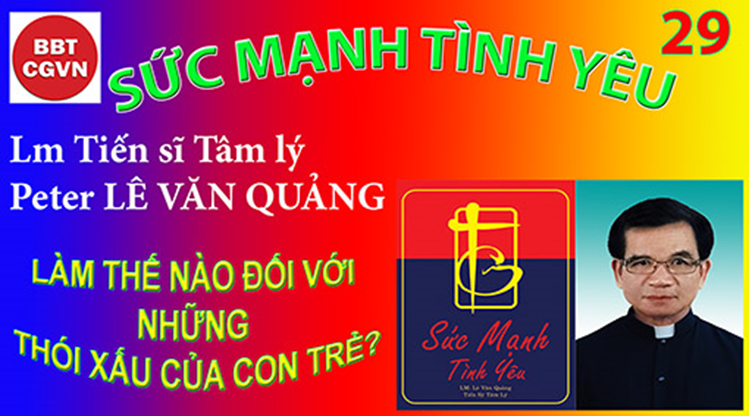 BBT
CGVN
SỨC MẠNH TÌNH YÊU
29
Lm Tiến sĩ Tâm lý
Peter LÊ VĂN QUẢNG
LÀM THẾ NÀO ĐỐI VỚI
NHỮNG
THÓI XẤU CỦA CON TRẺ?
Sức Mạnh
Tình Yêu
LM. Lê Văn Quảng
Tiến Sỹ Tâm Lý